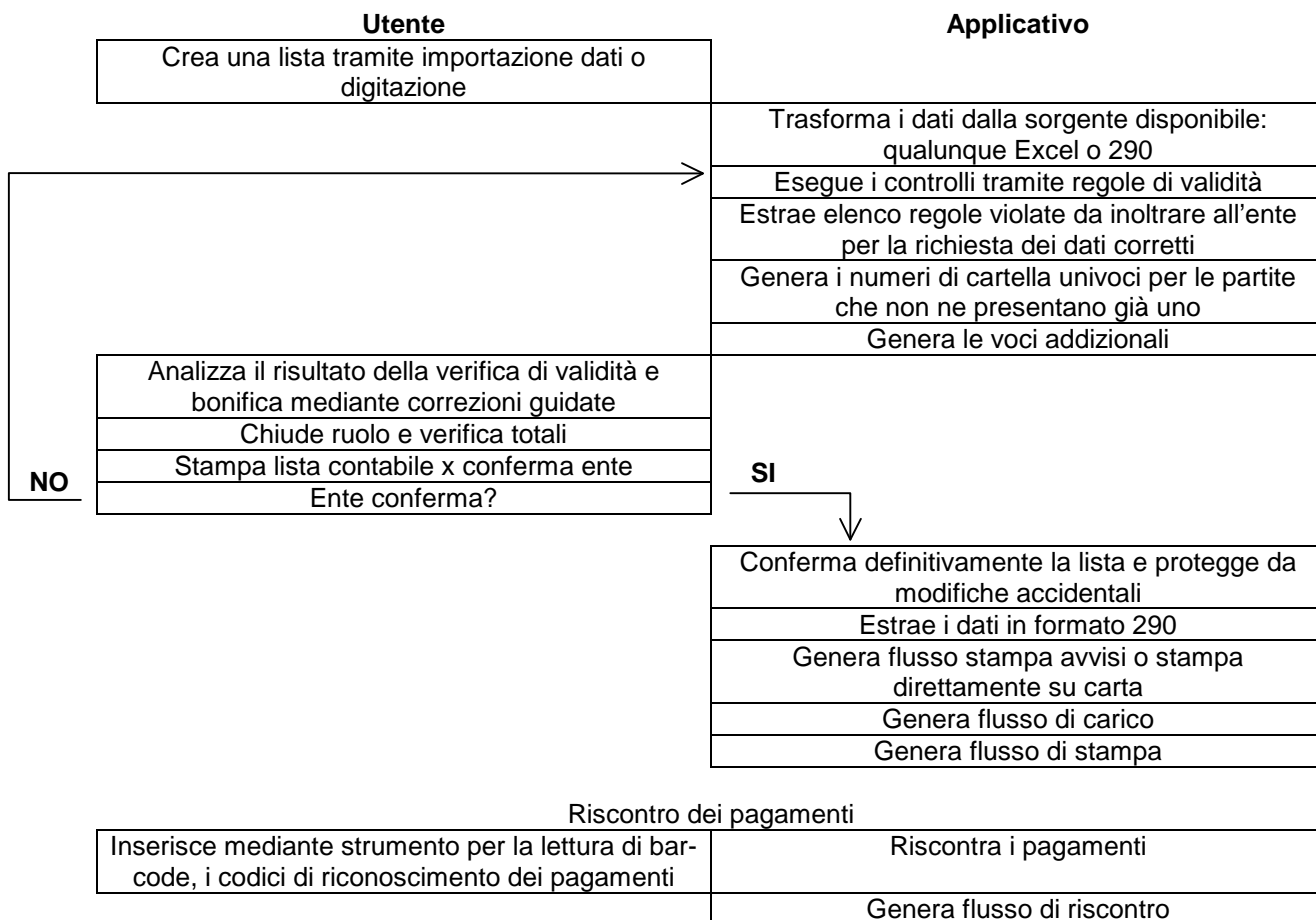 Utente
Applicativo
Crea una lista tramite importazione dati o
digitazione
Trasforma i dati dalla sorgente disponibile:
qualunque Excel o 290
Esegue i controlli tramite regole di validità
Estrae elenco regole violate da inoltrare all’ente
per la richiesta dei dati corretti
Genera i numeri di cartella univoci per le partite
che non ne presentano già uno
Genera le voci addizionali
Analizza il risultato della verifica di validità e
bonifica mediante correzioni guidate
Chiude ruolo e verifica totali
Stampa lista contabile x conferma ente
Ente conferma?
NO
SI
Conferma definitivamente la lista e protegge da
modifiche accidentali
Estrae i dati in formato 290
Genera flusso stampa avvisi o stampa
direttamente su carta
Genera flusso di carico
Genera flusso di stampa
Riscontro dei pagamenti
Inserisce mediante strumento per la lettura di bar-
code, i codici di riconoscimento dei pagamenti
Riscontra i pagamenti
Genera flusso di riscontro